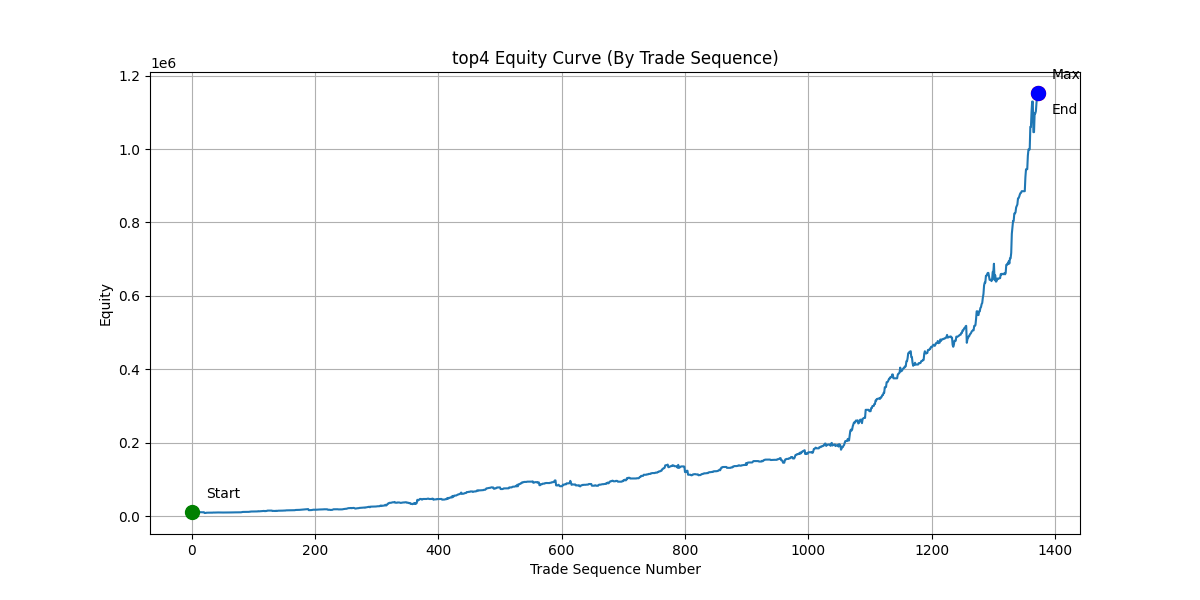 top4 Equity Curve (By Trade Sequence)
1e6
Max
End
Start
1.2
1.0
0.8
0.6
0.4
0.2
0.0
Equity
0 200 400 600 800 1000 1200 1400
Trade Sequence Number